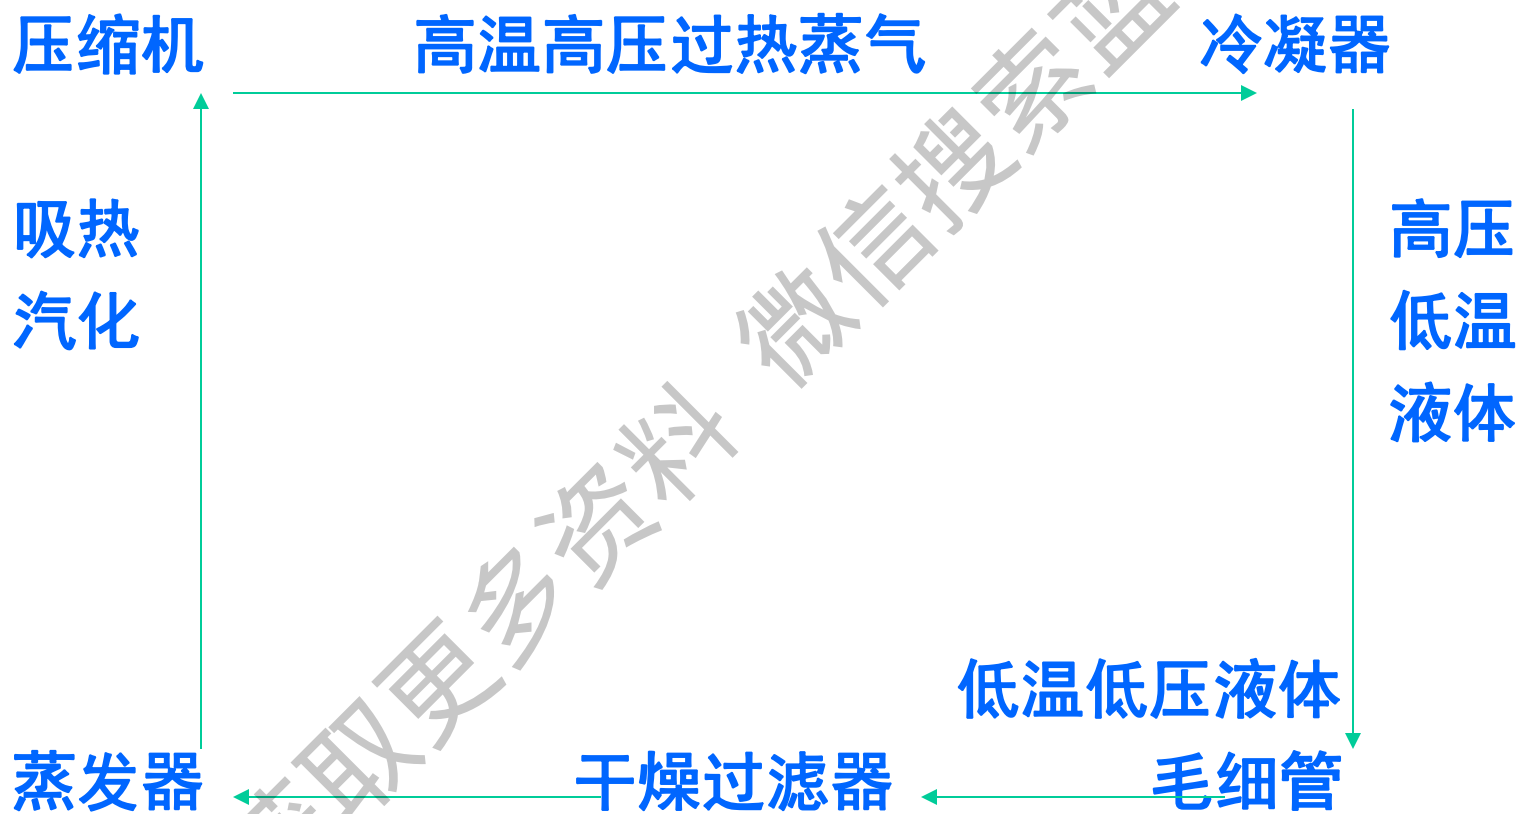 压缩机
高温高压过热蒸气
冷凝器
吸热
汽化
高压
低温
液体
低温低压液体
蒸发器
干燥过滤器
毛细管
获取更多资料 微信搜索蓝